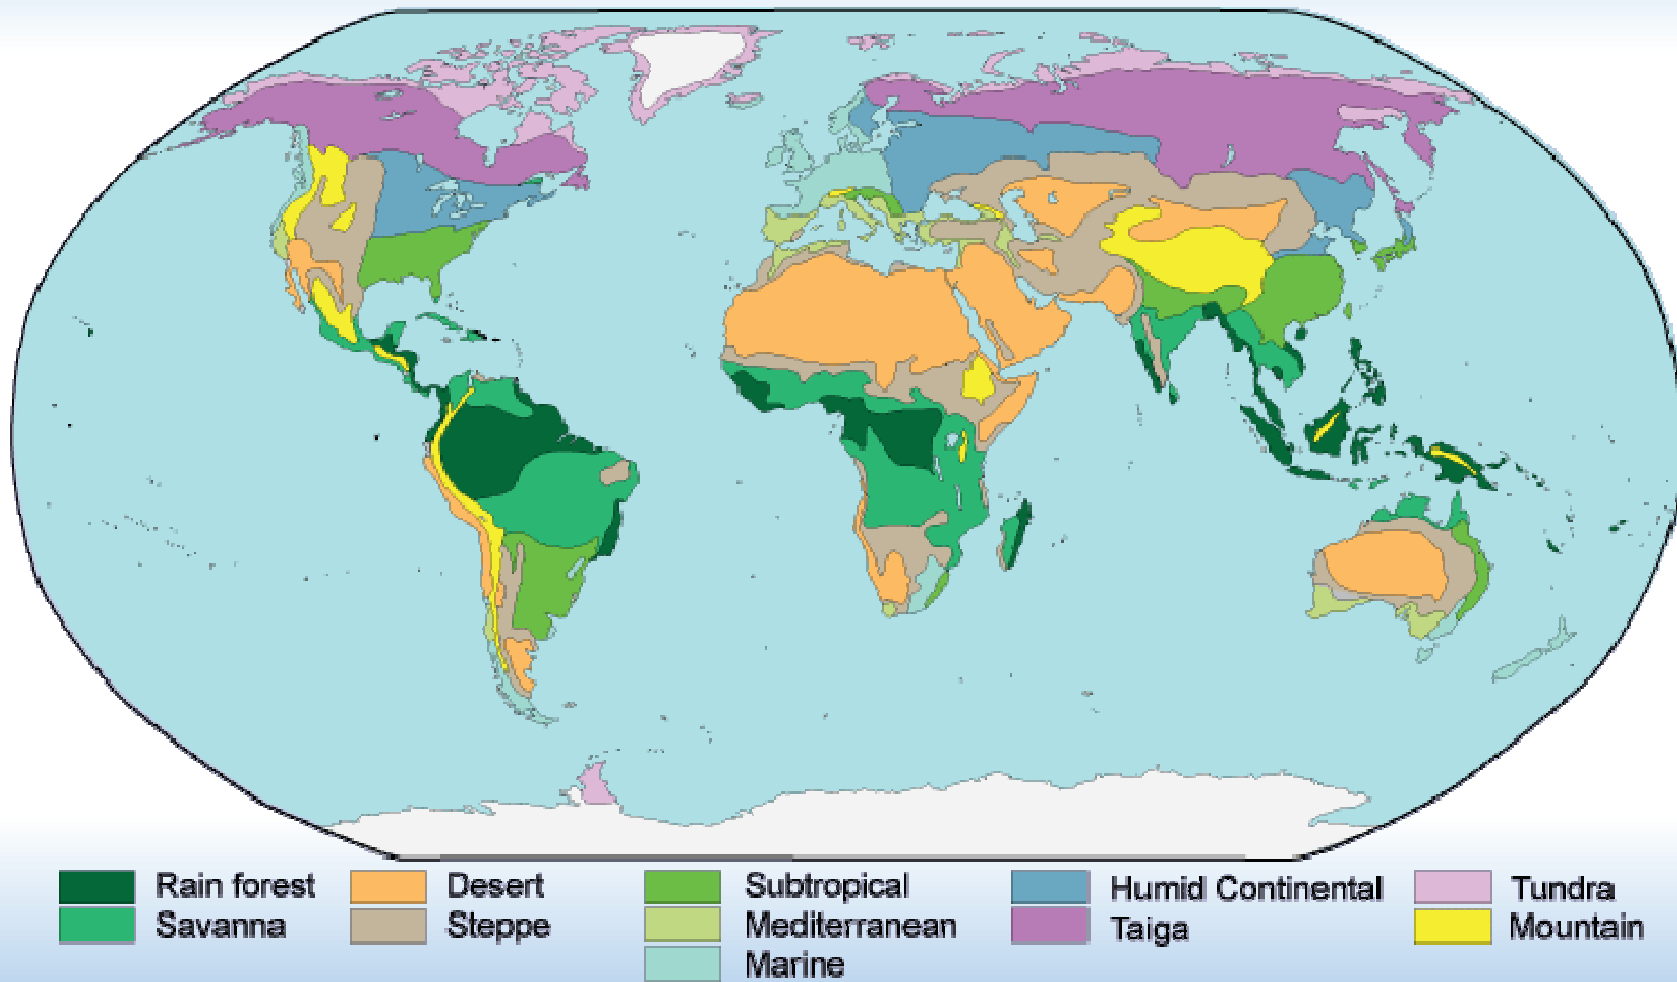 Rain forest
Savanna
Desert
Steppe
Subtropical
Mediterranean
Marine
Humid Continental
Taiga
Tundra
Mountain